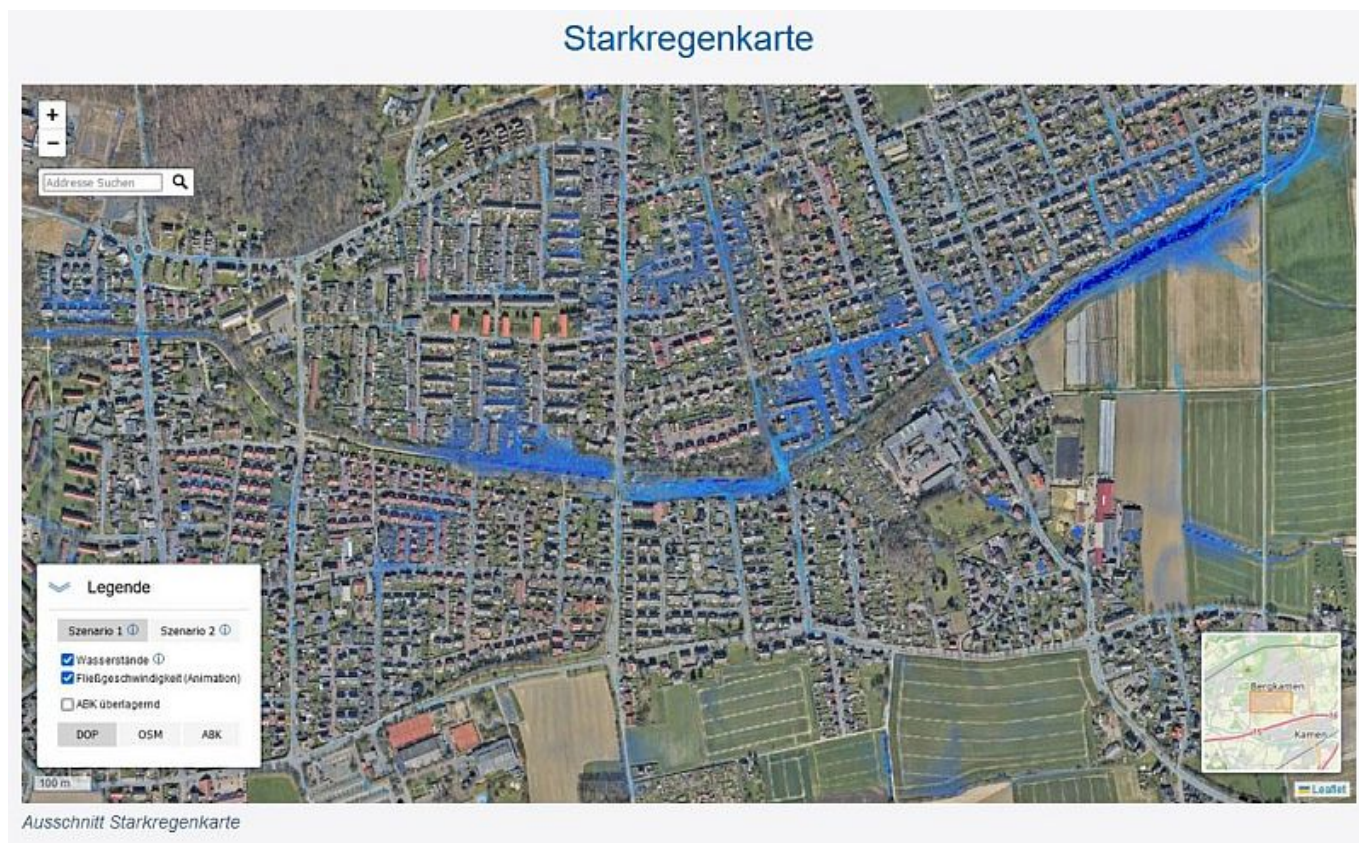 Starkregenkarte
+
−
Addresse Suchen
Legende
Szenario 1 ⓘ Szenario 2 ⓘ
Wasserstände ⓘ
Fließgeschwindigkeit (Animation)
ABK überlagernd
DOP OSM ABK
100 m
Bergkamen
Kamen
Leaflet
Ausschnitt Starkregenkarte